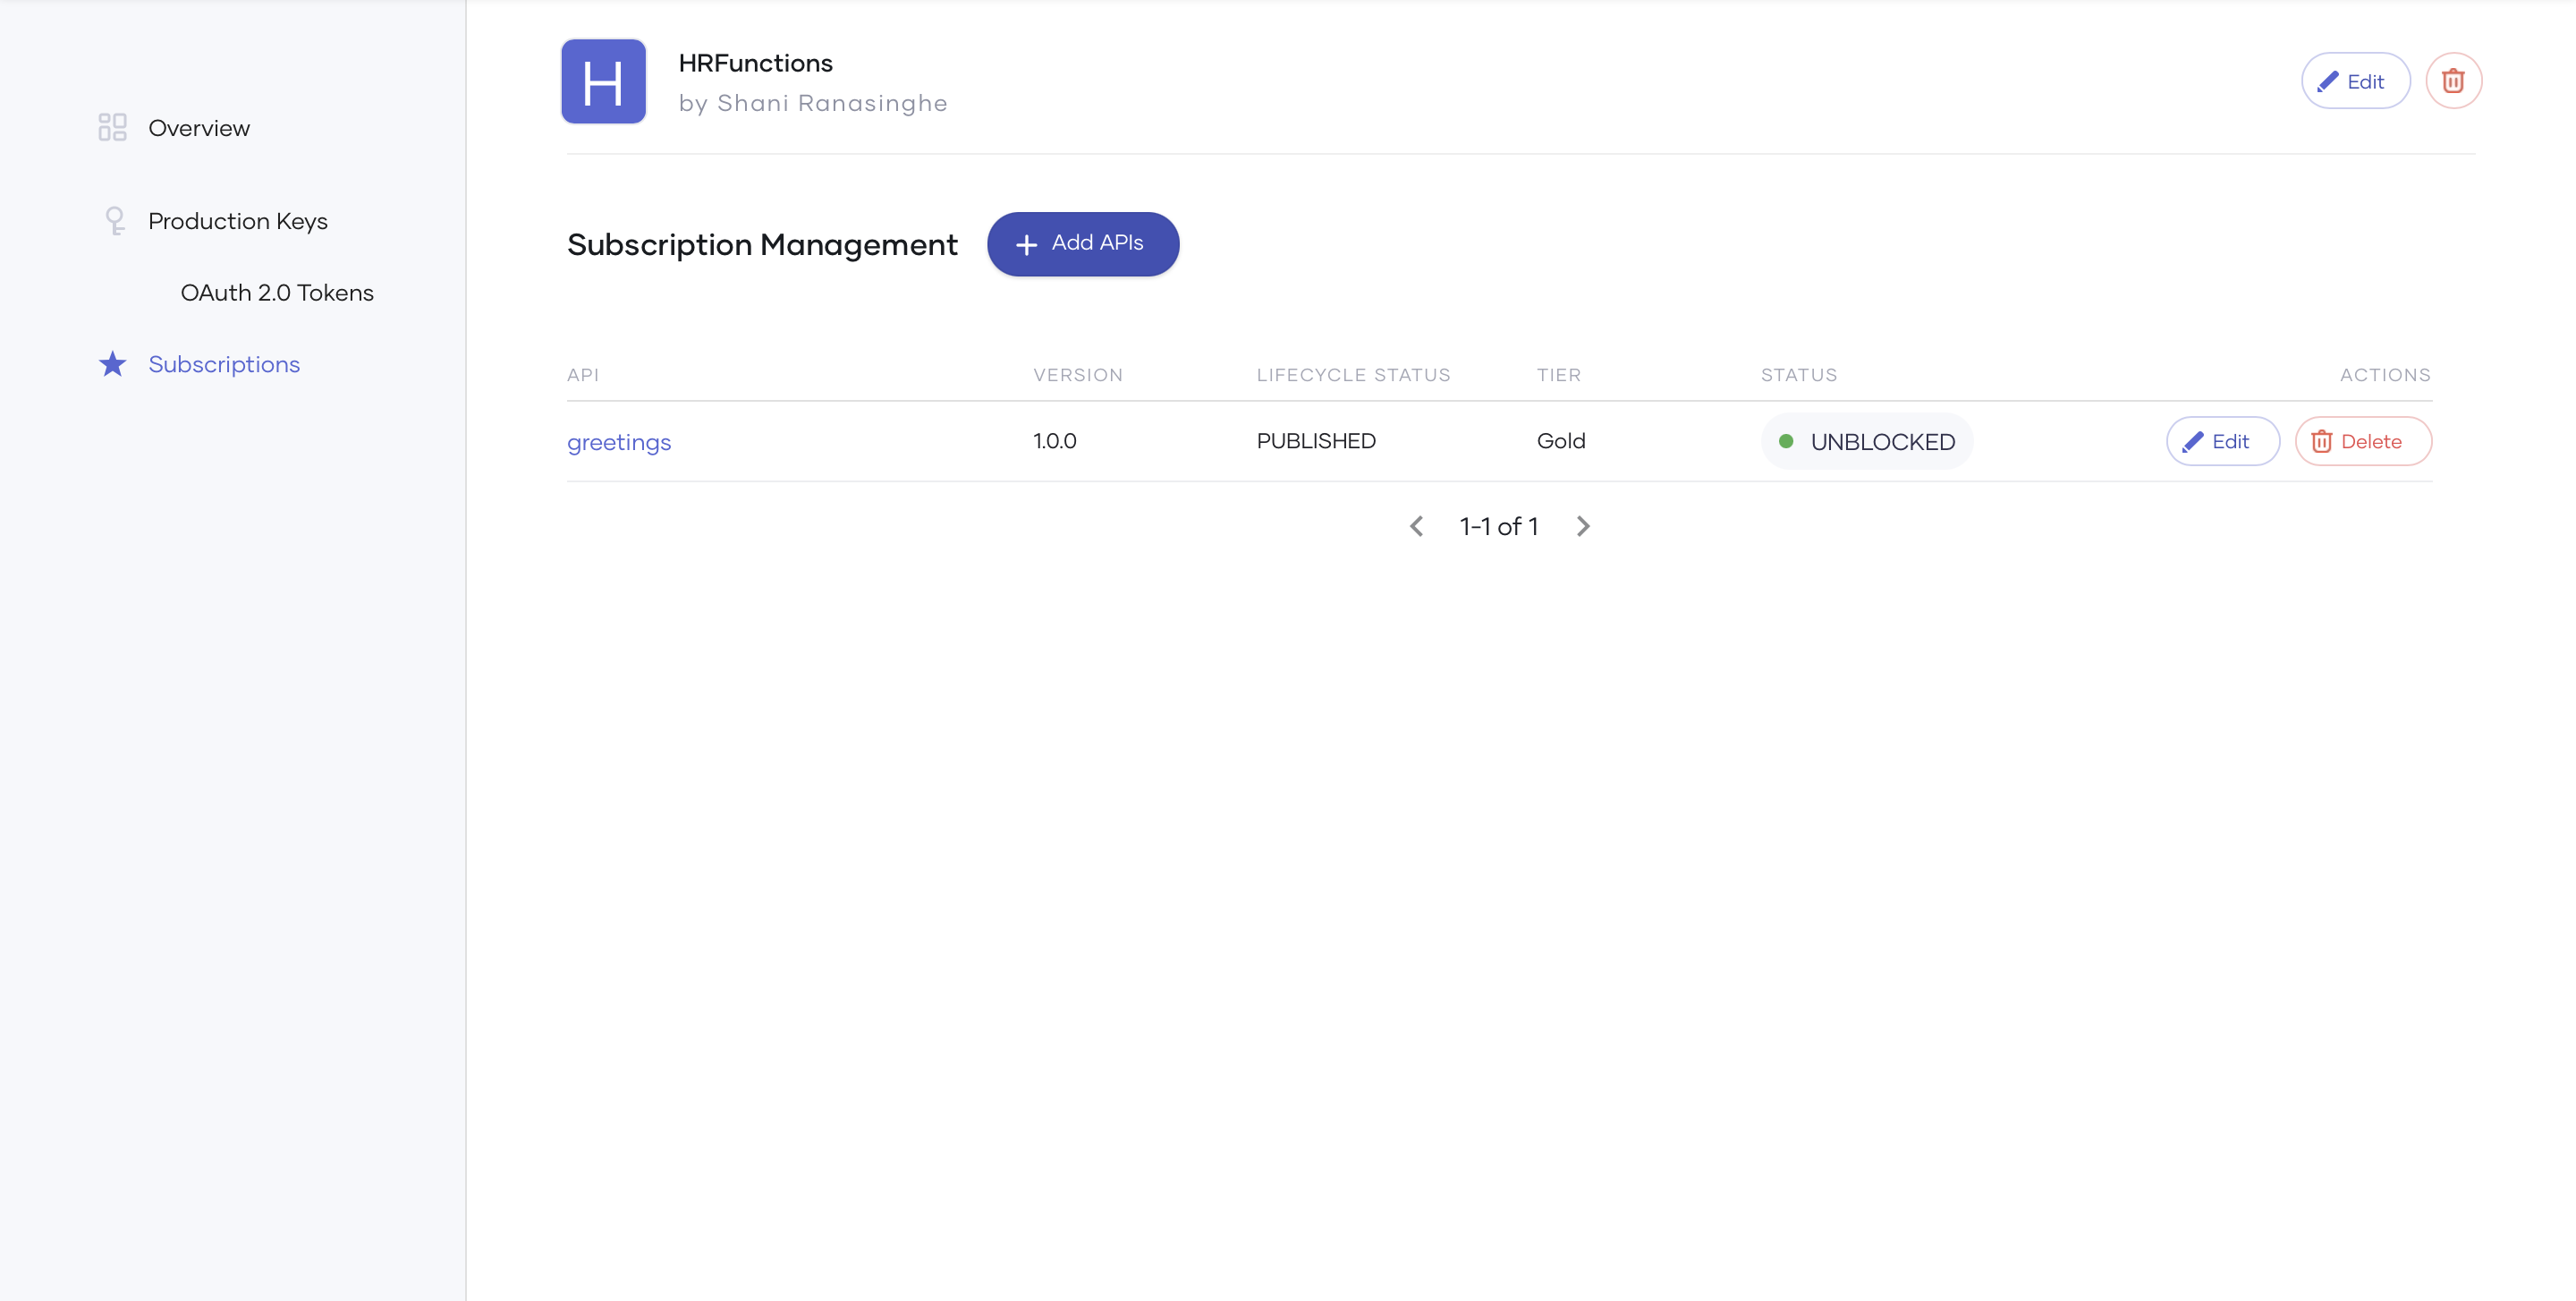 H
HRFunctions
by Shani Ranasinghe
Edit
Overview
Production Keys
OAuth 2.0 Tokens
Subscriptions
Subscription Management
+ Add APIs
API VERSION LIFECYCLE STATUS TIER STATUS ACTIONS
greetings 1.0.0 PUBLISHED Gold UNBLOCKED Edit Delete
1-1 of 1